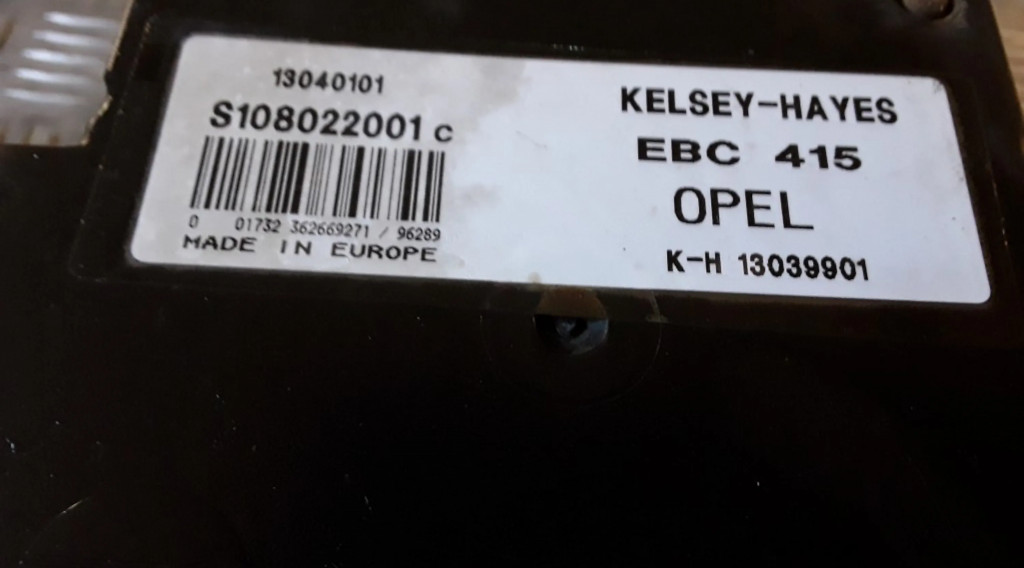 13040101
S108022001 C
0 01732 362669271 / 96289
MADE IN EUROPE
KELSEY-HAYES
EBC 415
OPEL
K-H 13039901